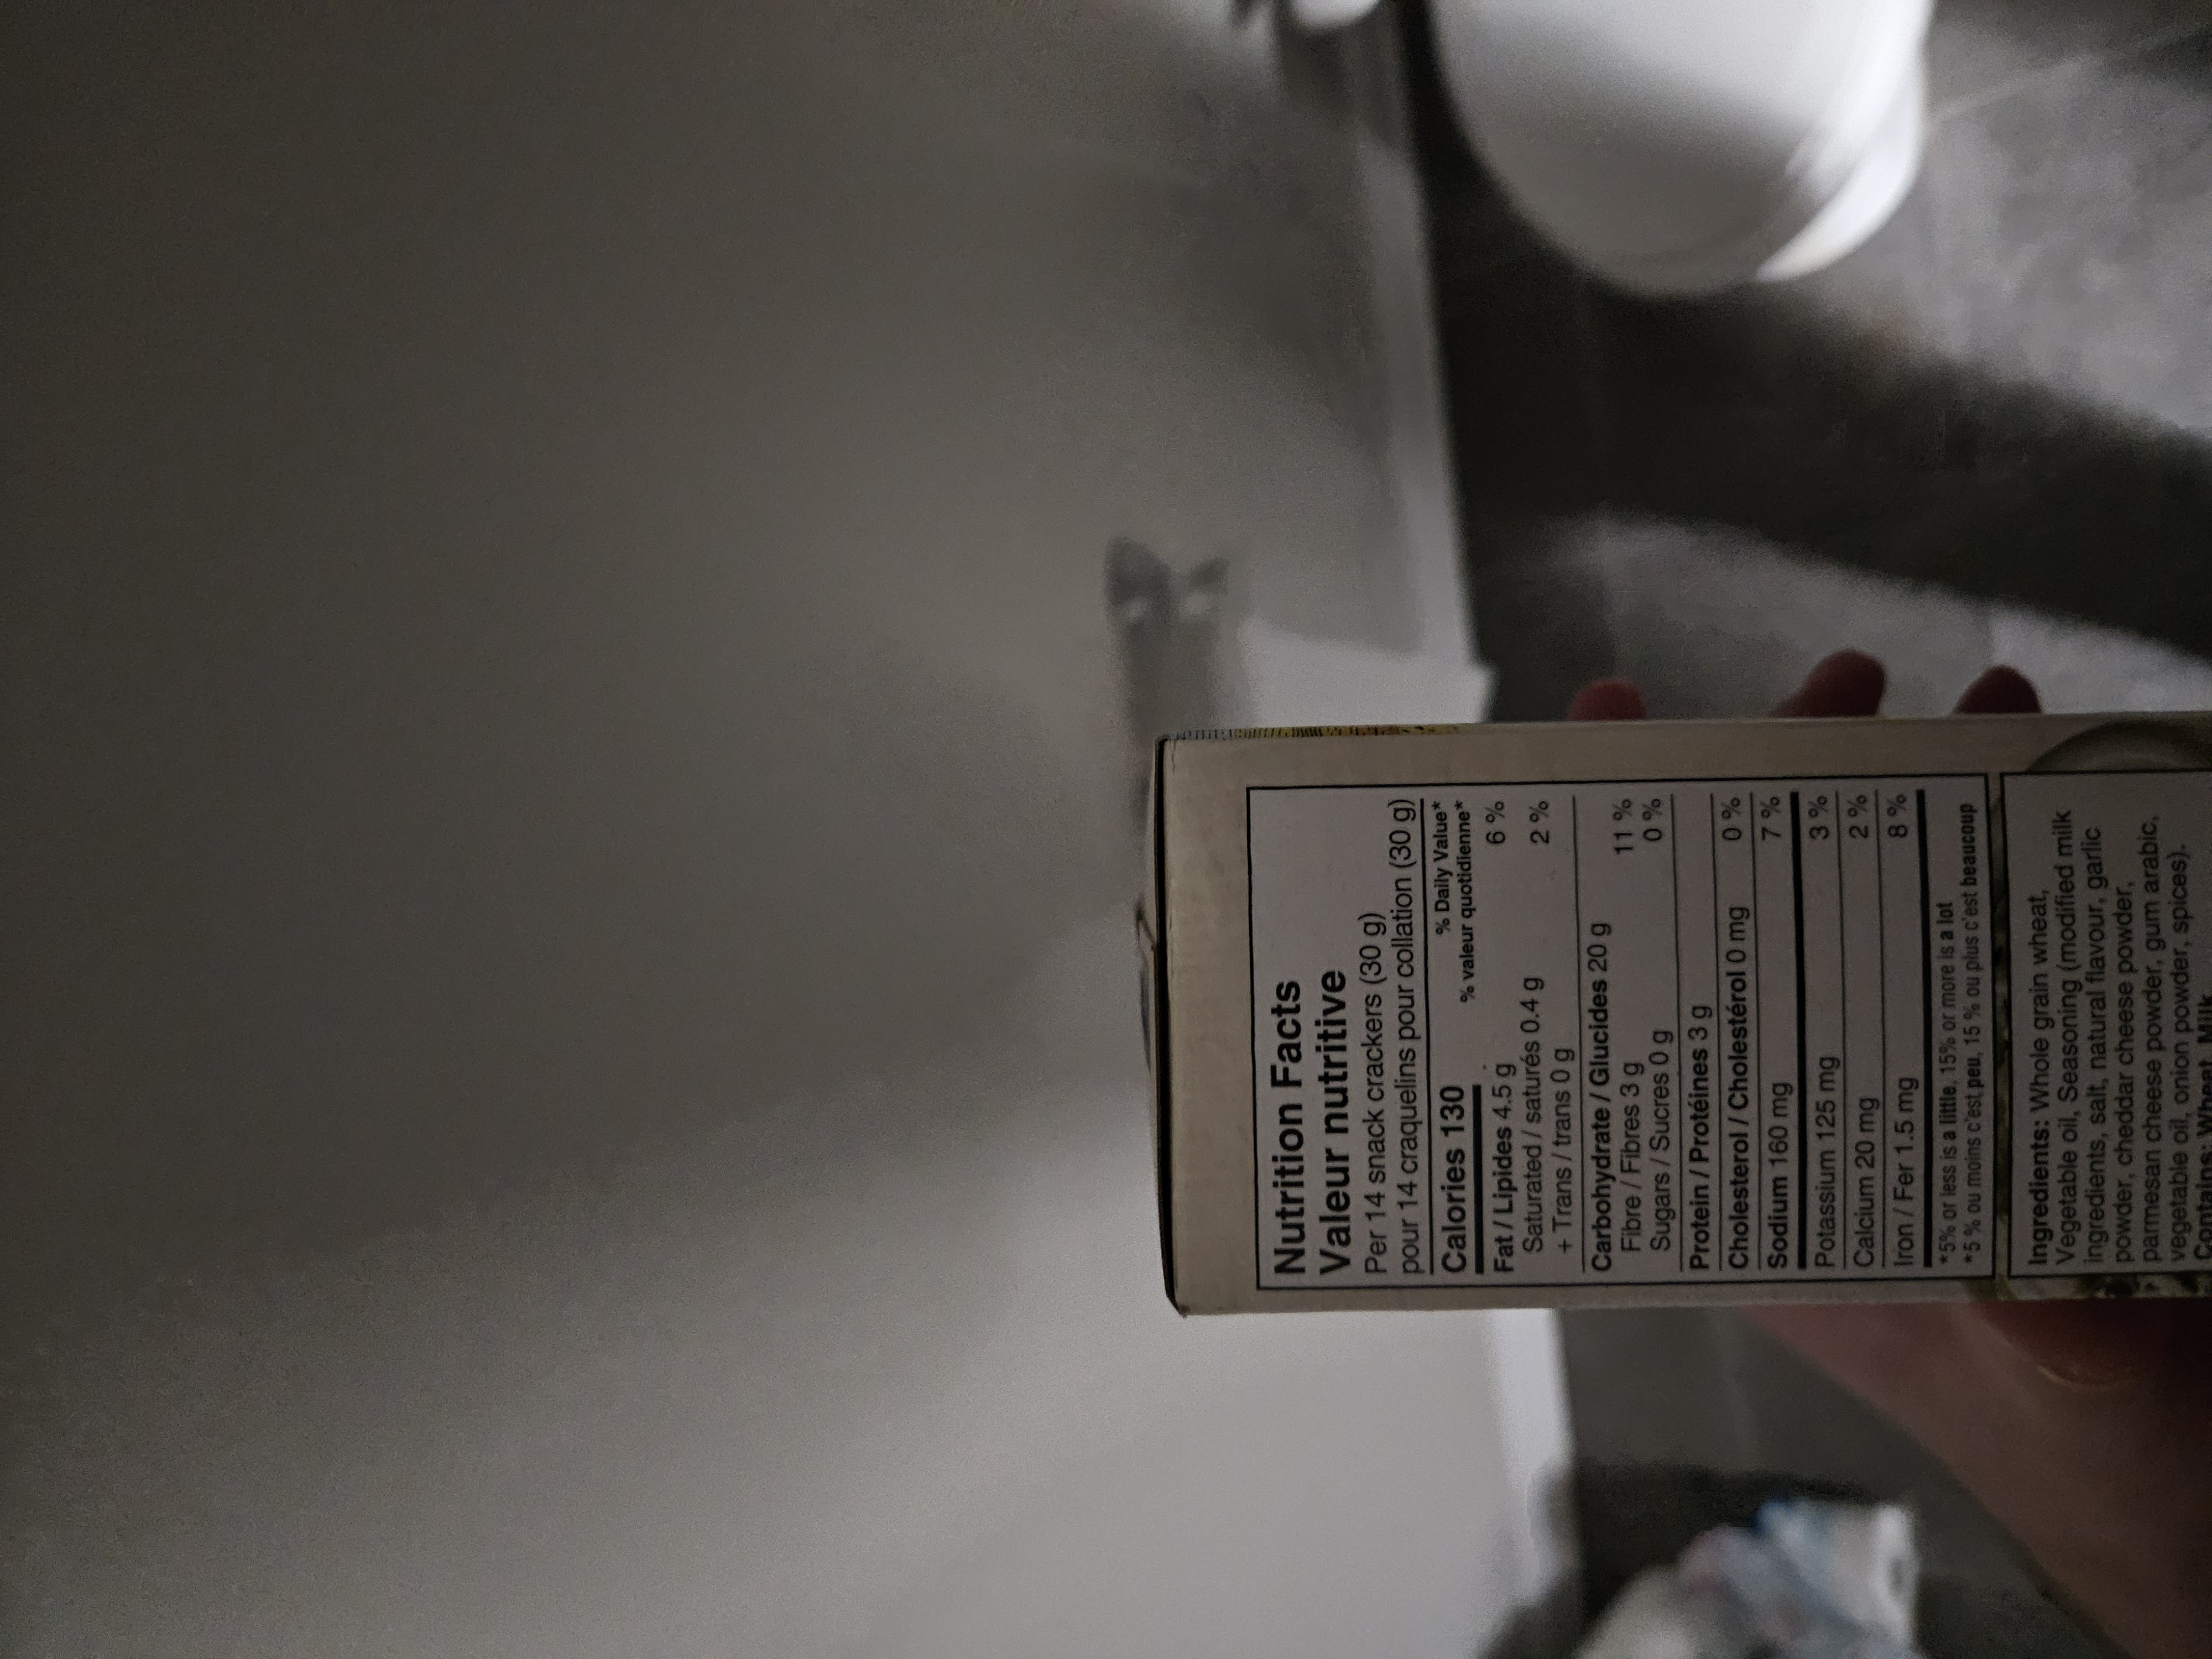 Nutrition Facts
Valeur nutritive
Per 14 snack crackers (30 g)
pour 14 craquelins pour collation (30 g)
Calories 130
% Daily Value*
% valeur quotidienne*
Fat / Lipides 4.5 g 6 %
Saturated / saturés 0.4 g
+ Trans / trans 0 g 2 %
Carbohydrate / Glucides 20 g
Fibre / Fibres 3 g 11 %
Sugars / Sucres 0 g 0 %
Protein / Protéines 3 g
Cholesterol / Cholestérol 0 mg 0 %
Sodium 160 mg 7 %
Potassium 125 mg 3 %
Calcium 20 mg 2 %
Iron / Fer 1.5 mg 8 %
*5% or less is a little, 15% or more is a lot
*5 % ou moins c'est peu, 15 % ou plus c'est beaucoup
Ingredients: Whole grain wheat,
Vegetable oil, Seasoning (modified milk
ingredients, salt, natural flavour, garlic
powder, cheddar cheese powder,
parmesan cheese powder, gum arabic,
vegetable oil, onion powder, spices).
Contains: Wheat, Milk.